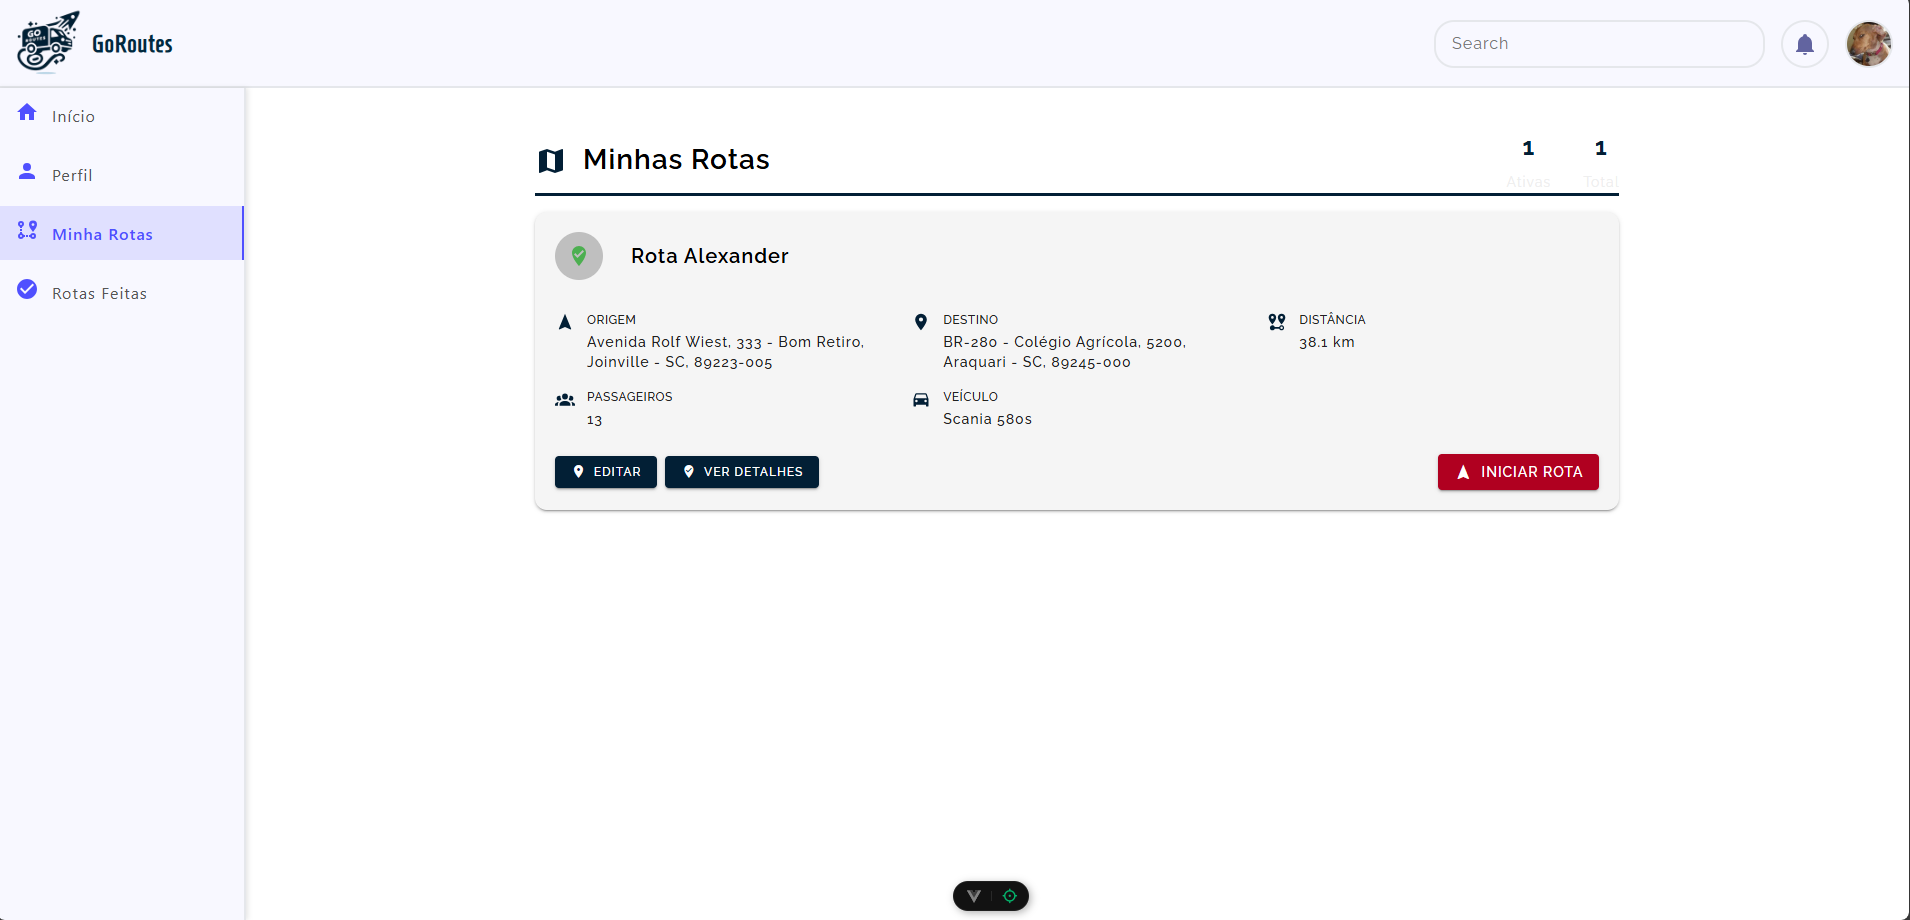 GO
ROUTES
GoRoutes
Search
Início
Perfil
Minha Rotas
Rotas Feitas
Minhas Rotas
1
1
Ativas
Total
Rota Alexander
ORIGEM
Avenida Rolf Wiest, 333 - Bom Retiro,
Joinville - SC, 89223-005
DESTINO
BR-280 - Colégio Agrícola, 5200,
Araquari - SC, 89245-000
DISTÂNCIA
38.1 km
PASSAGEIROS
13
VEÍCULO
Scania 580s
EDITAR
VER DETALHES
INICIAR ROTA